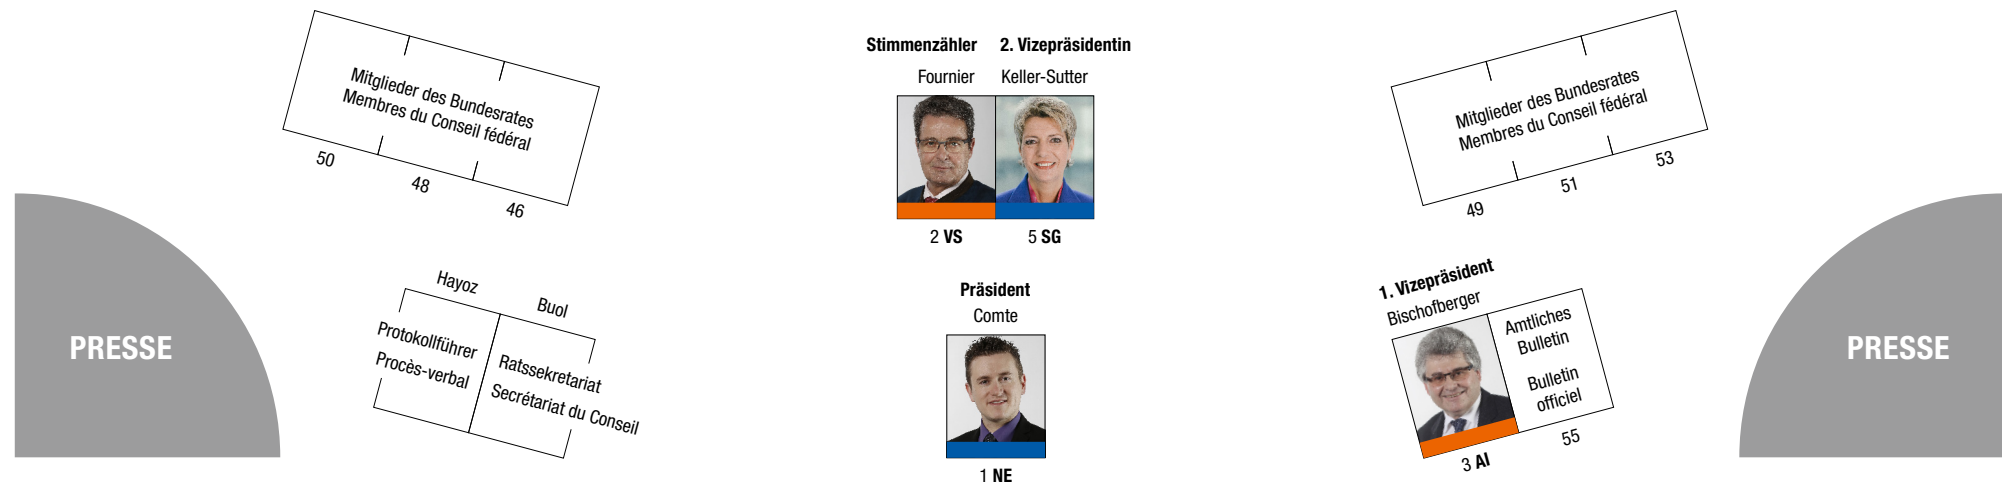 Mitglieder des Bundesrates
Membres du Conseil fédéral
50
48
46
Stimmenzähler
2. Vizepräsidentin
Fournier
Keller-Sutter
2 VS
5 SG
Mitglieder des Bundesrates
Membres du Conseil fédéral
49
51
53
PRESSE
Hayoz
Buol
Protokollführer
Procès-verbal
Ratssekretariat
Secrétariat du Conseil
Präsident
Comte
1 NE
1. Vizepräsident
Bischofberger
Amtliches
Bulletin
Bulletin
officiel
3 AI
55
PRESSE